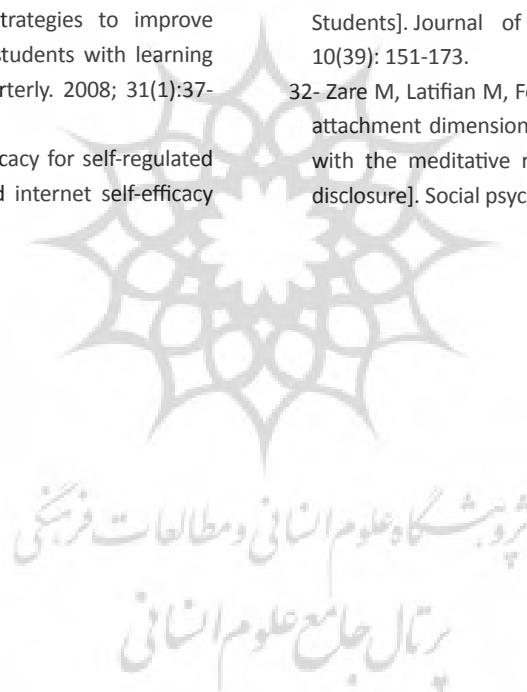 trategies to improve
tudents with learning
rterly. 2008; 31(1):37-
cacy for self-regulated
d internet self-efficacy
Students]. Journal of
10(39): 151-173.
32- Zare M, Latifian M, Fo
attachment dimension
with the meditative r
disclosure]. Social psyc
پژوهشگاه علوم انسانی و مطالعات فرهنگی
پرتال جامع علوم انسانی